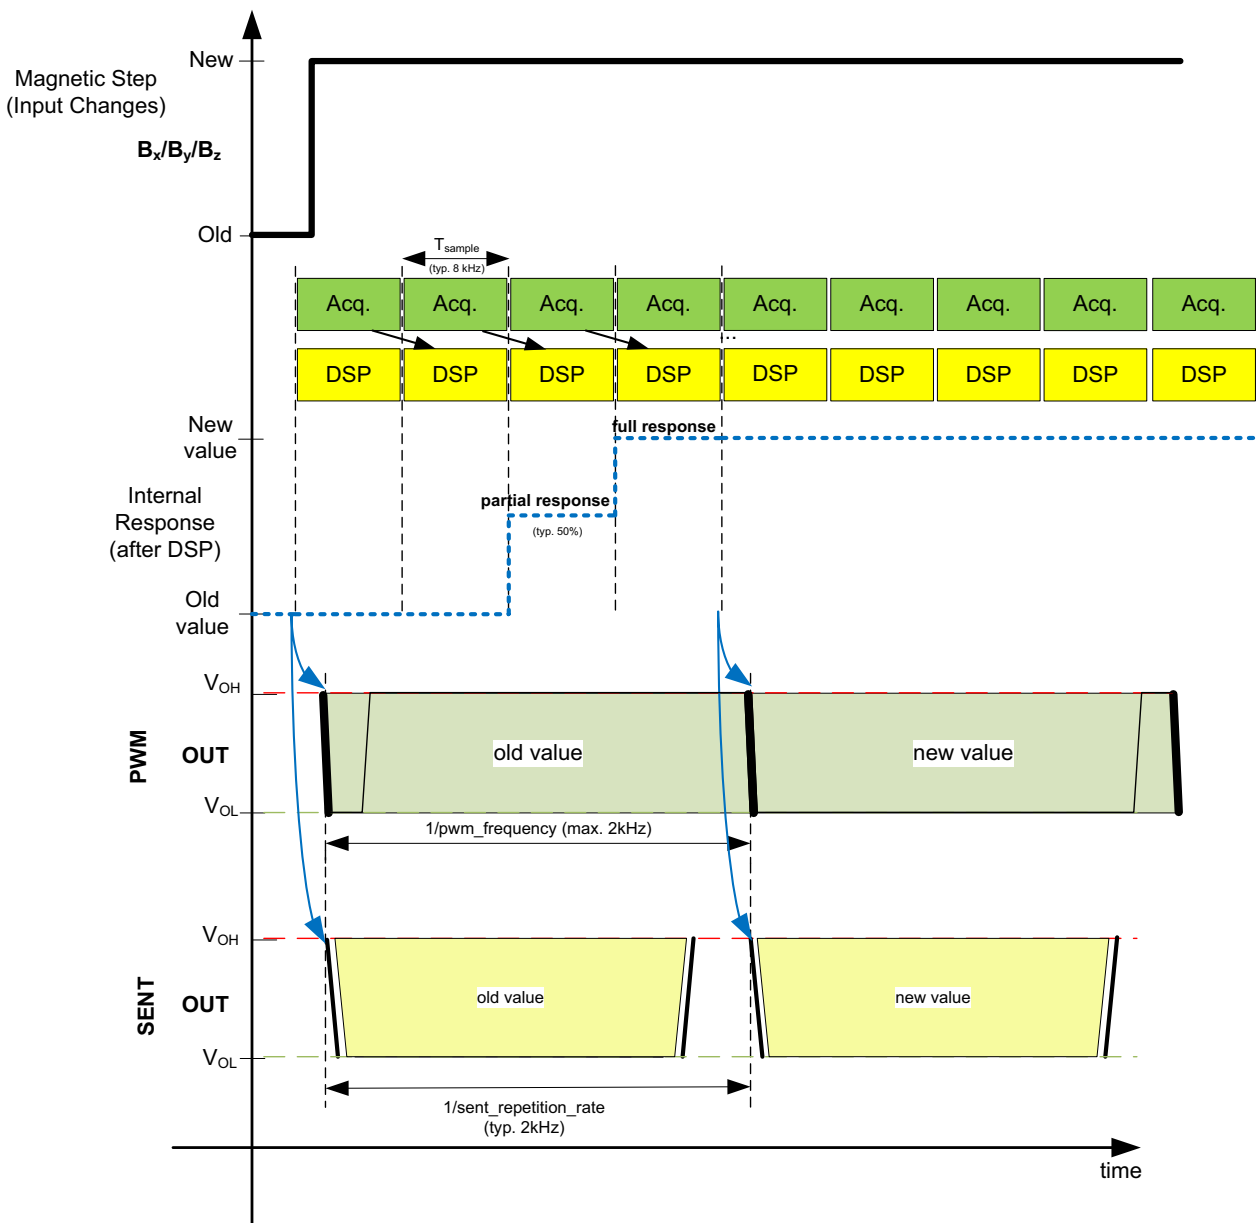 New
Magnetic Step
(Input Changes)
Bx/By/Bz
Old
Tsample
(typ. 8 kHz)
Acq. Acq. Acq. Acq. Acq. Acq. Acq. Acq. Acq.
...
DSP DSP DSP DSP DSP DSP DSP DSP DSP
New
value
full response
Internal
Response
(after DSP)
partial response
(typ. 50%)
Old
value
VOH
PWM
OUT
old value
new value
VOL
1/pwm_frequency (max. 2kHz)
VOH
SENT
OUT
old value
new value
VOL
1/sent_repetition_rate
(typ. 2kHz)
time